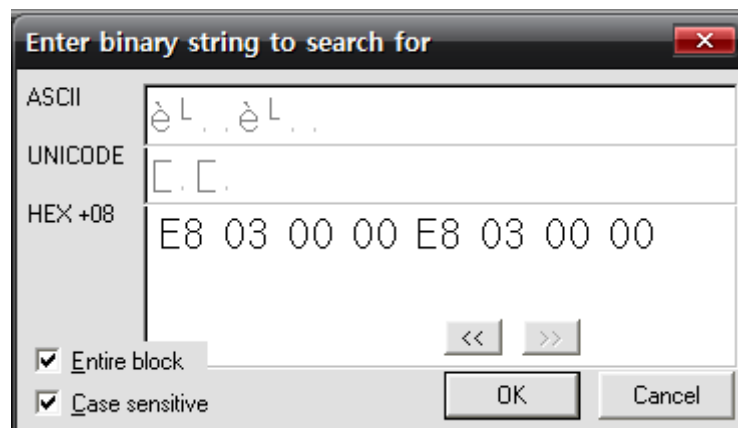 Enter binary string to search for
ASCII
è└..è└..
UNICODE
HEX +08
E8 03 00 00 E8 03 00 00
<< >>
Entire block
Case sensitive
OK Cancel